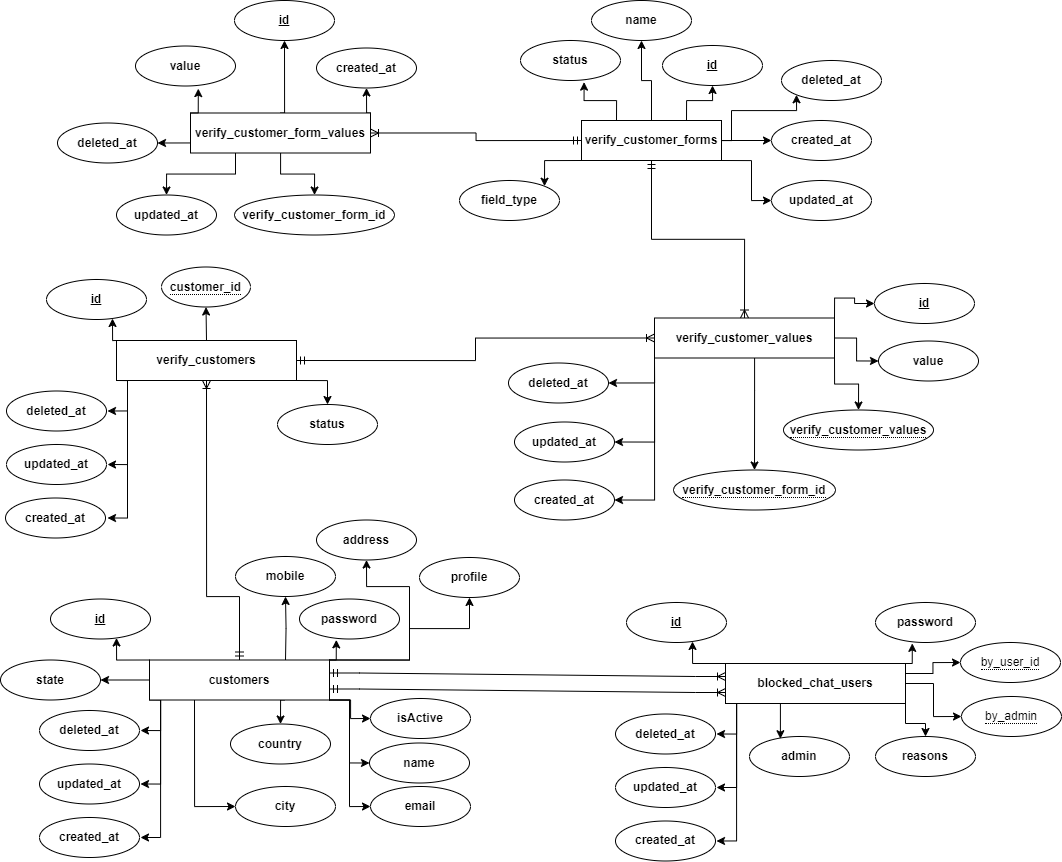 id
name
value
created_at
status
id
deleted_at
deleted_at
verify_customer_form_values
verify_customer_forms
created_at
updated_at
verify_customer_form_id
field_type
updated_at
id
customer_id
id
verify_customers
verify_customer_values
value
deleted_at
status
deleted_at
verify_customer_values
updated_at
updated_at
created_at
created_at
verify_customer_form_id
address
mobile
profile
id
password
id
password
state
customers
blocked_chat_users
by_user_id
deleted_at
isActive
by_admin
country
deleted_at
name
admin
reasons
updated_at
updated_at
city
email
created_at
created_at